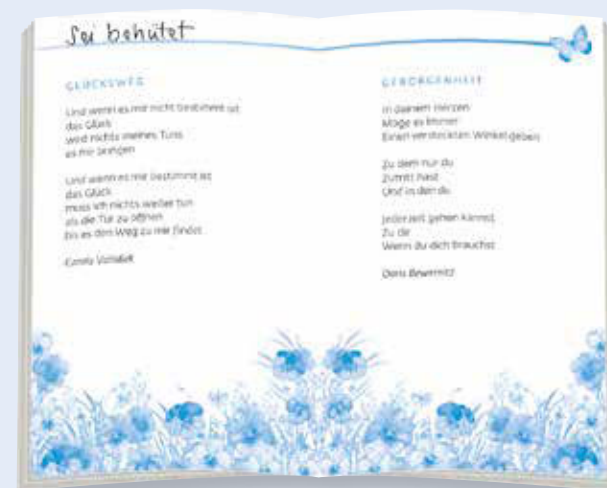 Sei behütet
GLÜCKSWEG
Und wenn es mir nicht bestimmt ist
das Glück
wird nichts meines Tuns
es mir bringen
Und wenn es mir bestimmt ist
das Glück
muss ich nichts weiter tun
als die Tür zu öffnen
bis es den Weg zu mir findet
GEBORGENHEIT
In deinem Herzen
Möge es immer
Einen versteckten Winkel geben
Zu dem nur du
Zutritt hast
Und in den du
Jederzeit gehen kannst
Zu dir
Wenn du dich brauchst
Doris Bewernitz